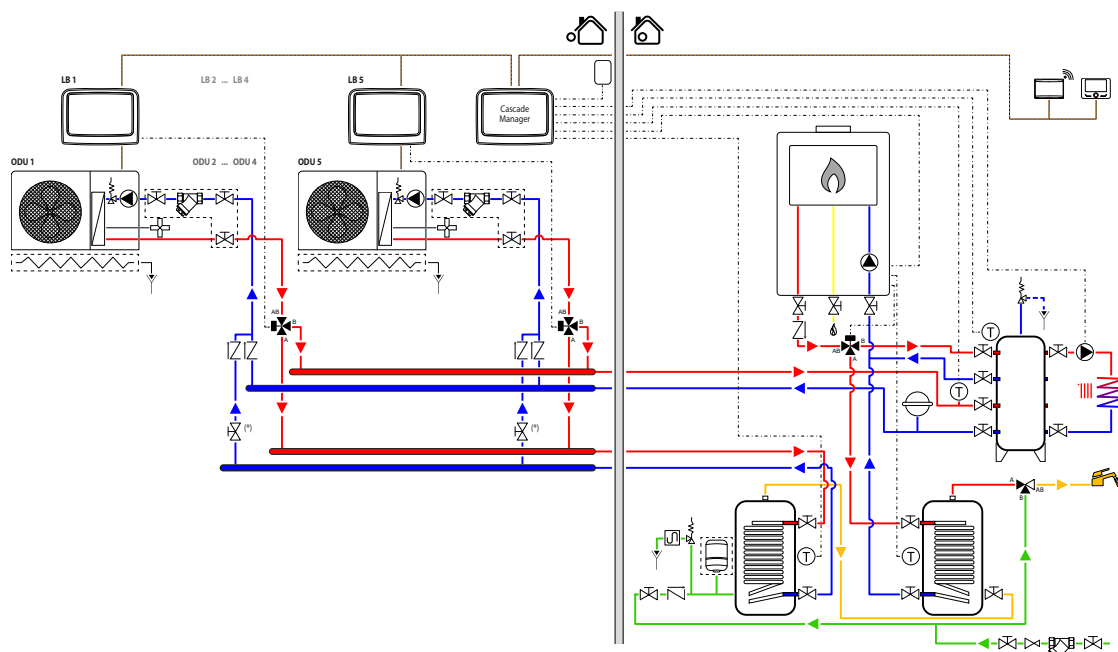 LB 1
LB 2 ... LB 4
LB 5
Cascade
Manager
ODU 1
ODU 2 ... ODU 4
ODU 5
AB
B
A
AB
B
A
B
AB
A
T
T
(*)
(*)
A
AB
B
T
T